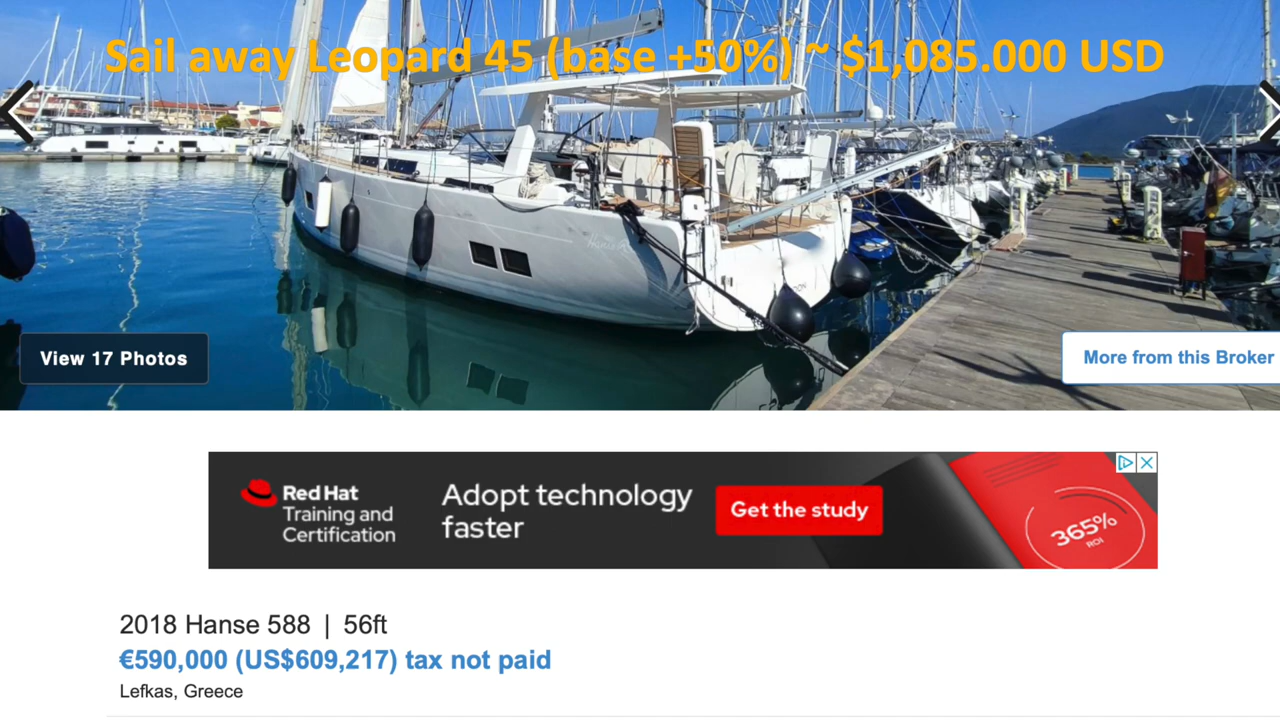 Sail away Leopard 45 (base +50%) ~ $1,085.000 USD
View 17 Photos
More from this Broker
Red Hat
Training and
Certification
Adopt technology
faster
Get the study
365%
ROI
2018 Hanse 588 | 56ft
€590,000 (US$609,217) tax not paid
Lefkas, Greece